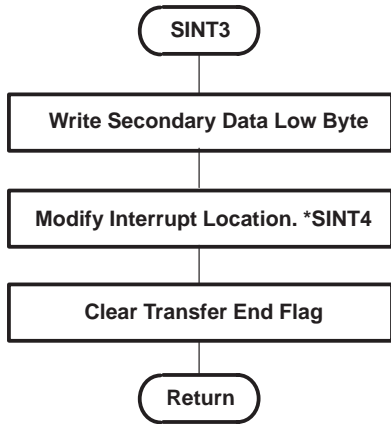 SINT3
Write Secondary Data Low Byte
Modify Interrupt Location. *SINT4
Clear Transfer End Flag
Return